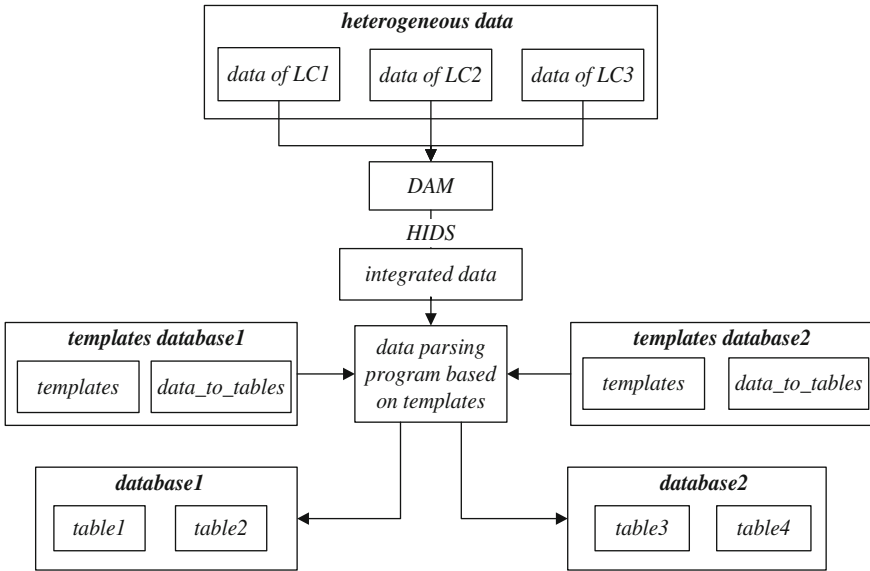 heterogeneous data
data of LC1
data of LC2
data of LC3
DAM
HIDS
integrated data
templates database1
templates
data_to_tables
data parsing
program based
on templates
templates database2
templates
data_to_tables
database1
table1
table2
database2
table3
table4